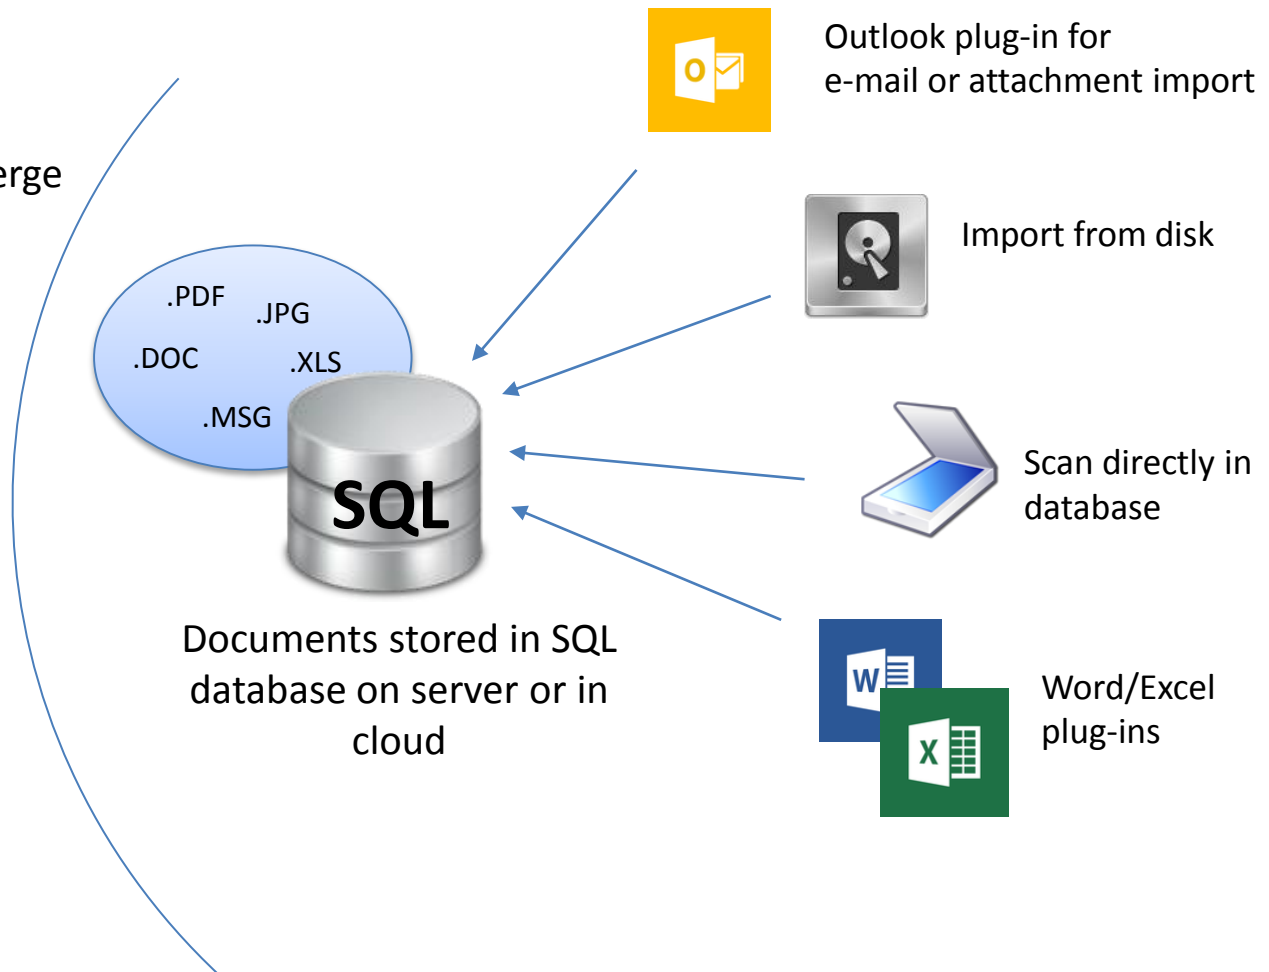 Outlook plug-in for
e-mail or attachment import
erge
Import from disk
.PDF
.JPG
.DOC
.XLS
.MSG
SQL
Scan directly in
database
Documents stored in SQL
database on server or in
cloud
Word/Excel
plug-ins